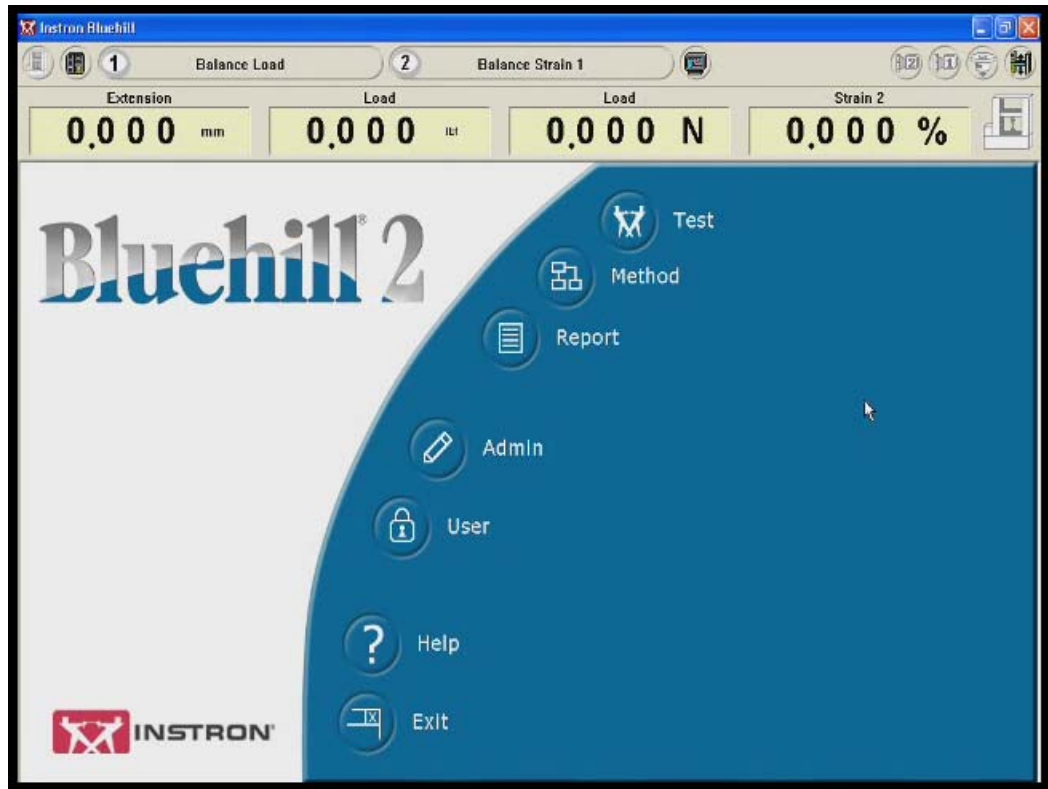 Instron Bluehill
1 Balance Load 2 Balance Strain 1
Extension Load Load Strain 2
0.000 mm 0.000 0.000 N 0.000 %
Bluehill® 2
Test
Method
Report
Admin
User
? Help
Exit
INSTRON®